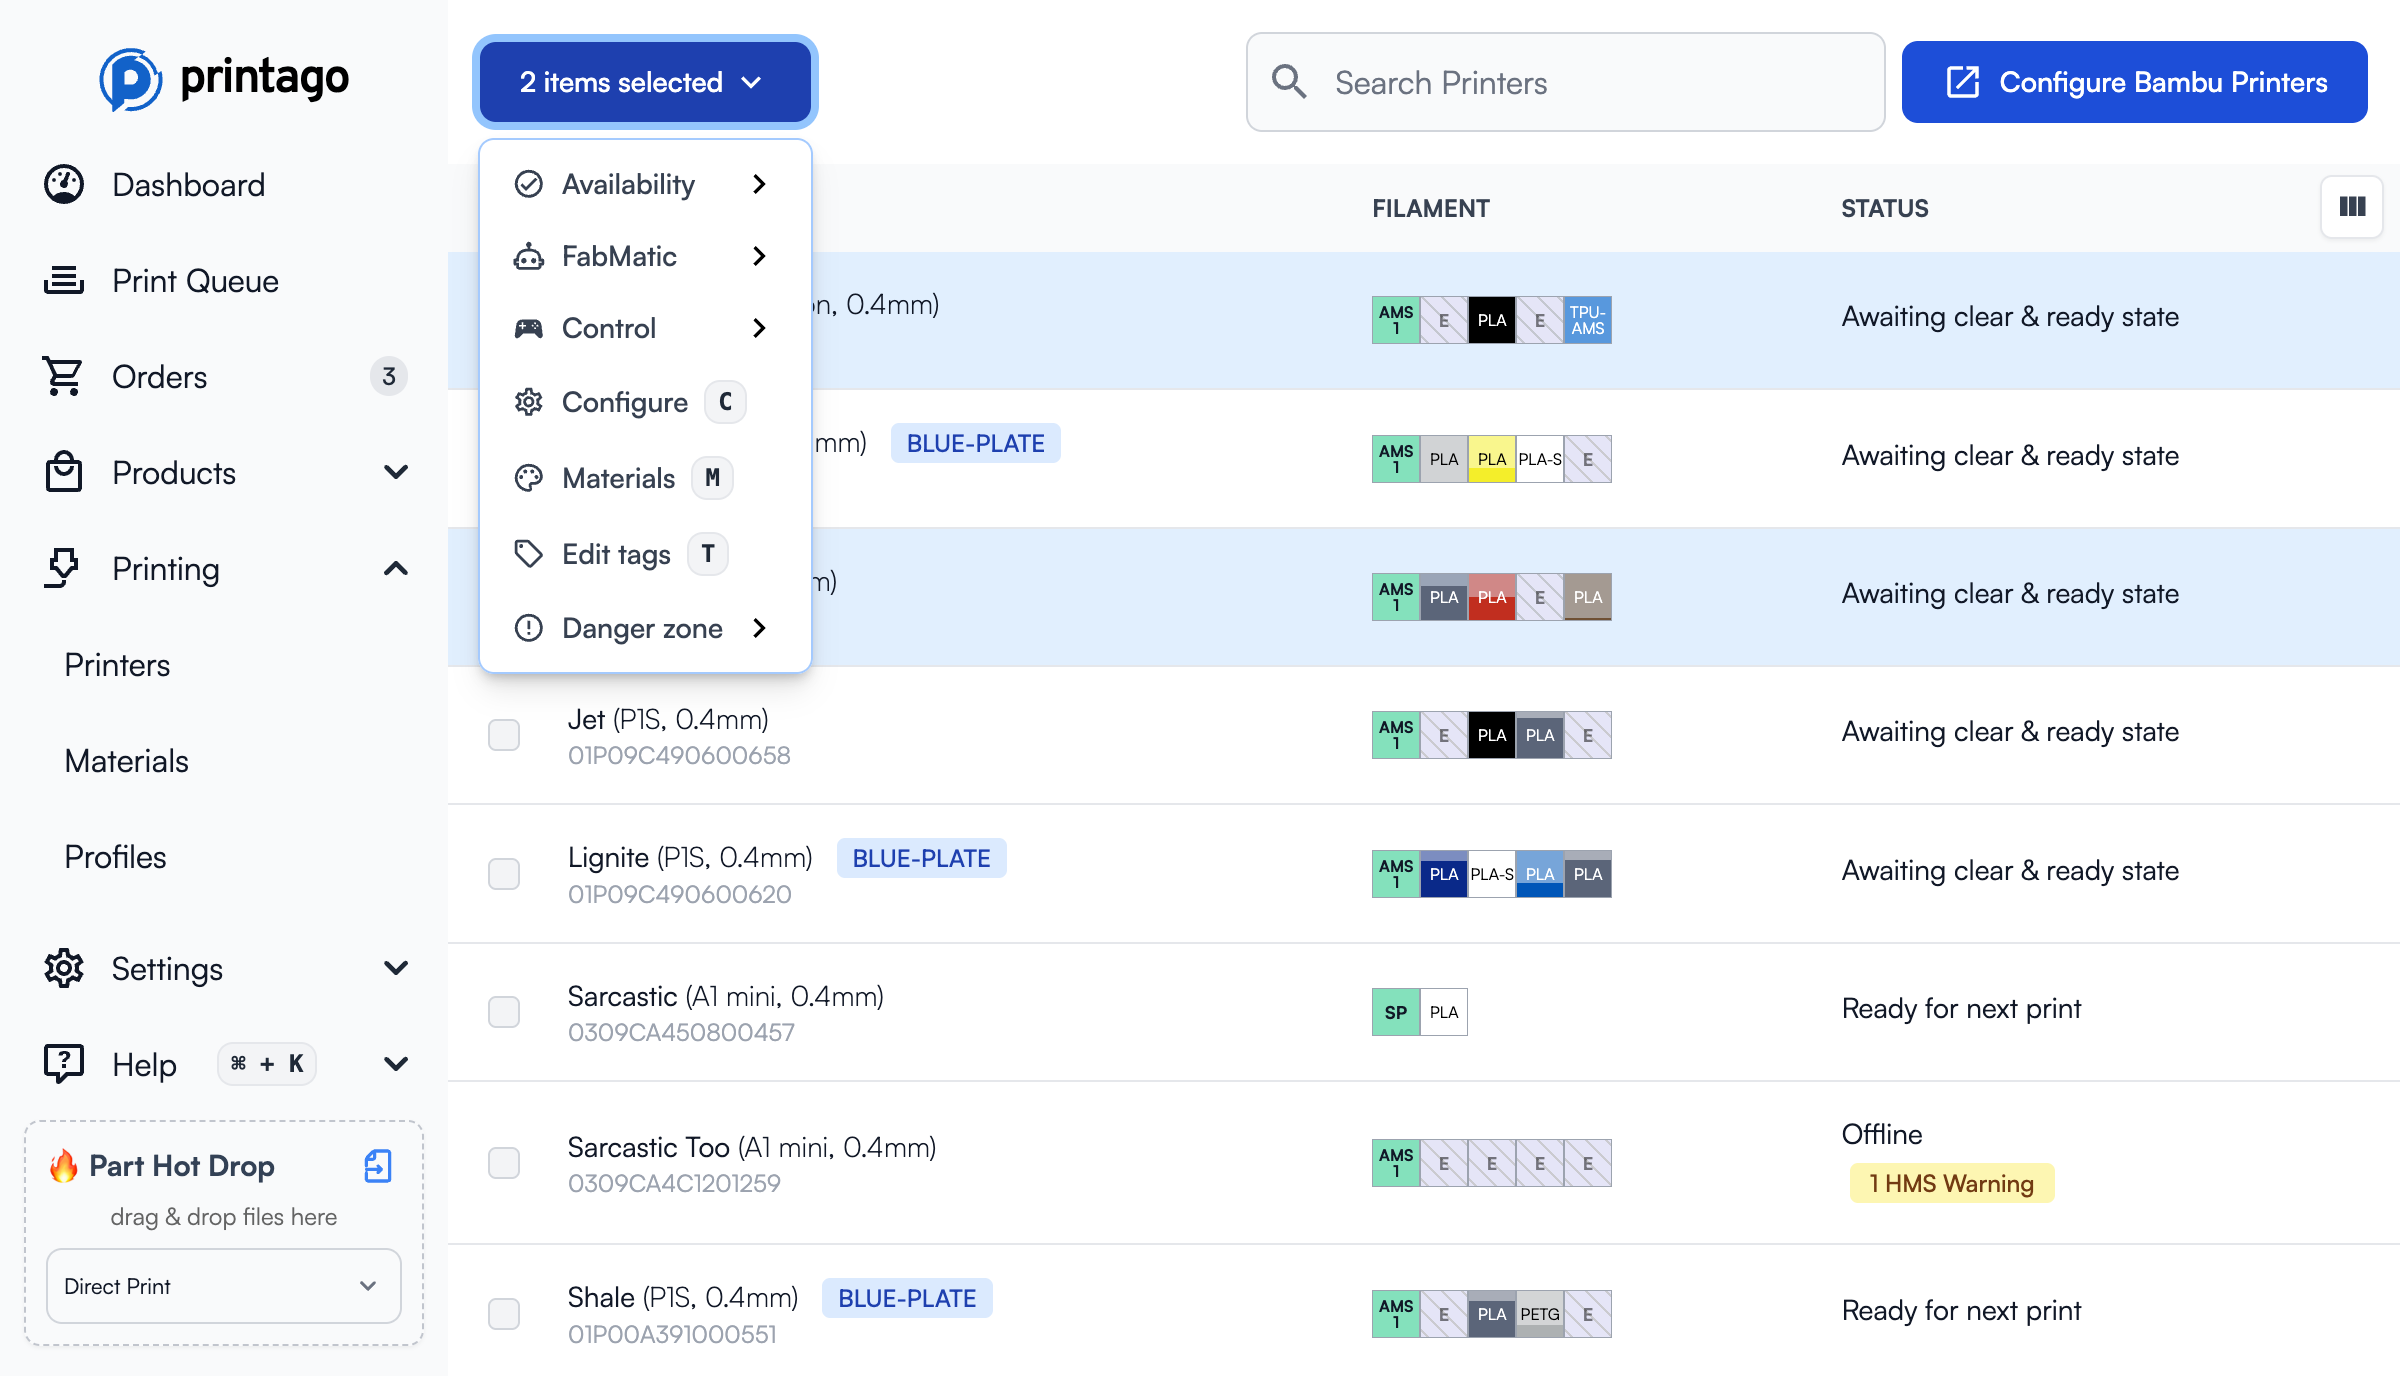 printago
Dashboard
Print Queue
Orders 3
Products
Printing
Printers
Materials
Profiles
Settings
Help ⌘ + K
🔥 Part Hot Drop
drag & drop files here
Direct Print
2 items selected
Search Printers
Configure Bambu Printers
Availability
FabMatic
Control
Configure C
Materials M
Edit tags T
Danger zone
FILAMENT STATUS
0.4mm)
AMS 1 E PLA E TPU-AMS
Awaiting clear & ready state
mm) BLUE-PLATE
AMS 1 PLA PLA PLA-S E
Awaiting clear & ready state
AMS 1 PLA PLA E PLA
Awaiting clear & ready state
Jet (P1S, 0.4mm)
01P09C490600658
AMS 1 E PLA PLA E
Awaiting clear & ready state
Lignite (P1S, 0.4mm) BLUE-PLATE
01P09C490600620
AMS 1 PLA PLA-S PLA PLA
Awaiting clear & ready state
Sarcastic (A1 mini, 0.4mm)
0309CA450800457
SP PLA
Ready for next print
Sarcastic Too (A1 mini, 0.4mm)
0309CA4C1201259
AMS 1 E E E E
Offline
1 HMS Warning
Shale (P1S, 0.4mm) BLUE-PLATE
01P00A391000551
AMS 1 E PLA PETG E
Ready for next print